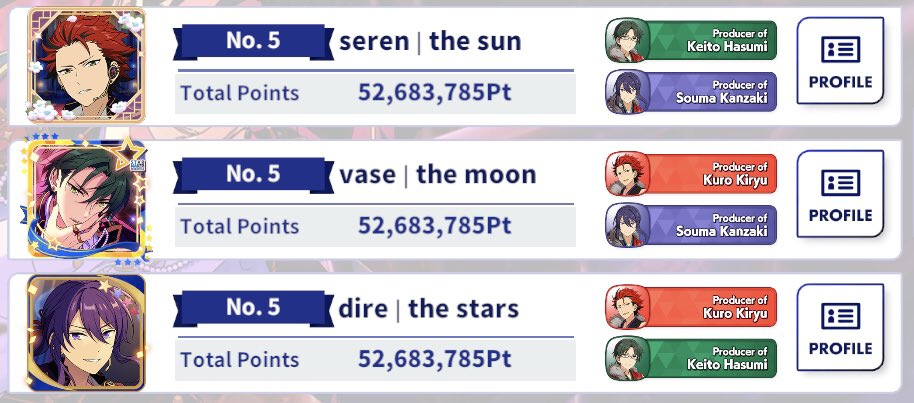 No. 5 seren | the sun
Total Points 52,683,785Pt
Producer of
Keito Hasumi
Producer of
Souma Kanzaki
PROFILE
No. 5 vase | the moon
Total Points 52,683,785Pt
Producer of
Kuro Kiryu
Producer of
Souma Kanzaki
PROFILE
No. 5 dire | the stars
Total Points 52,683,785Pt
Producer of
Kuro Kiryu
Producer of
Keito Hasumi
PROFILE